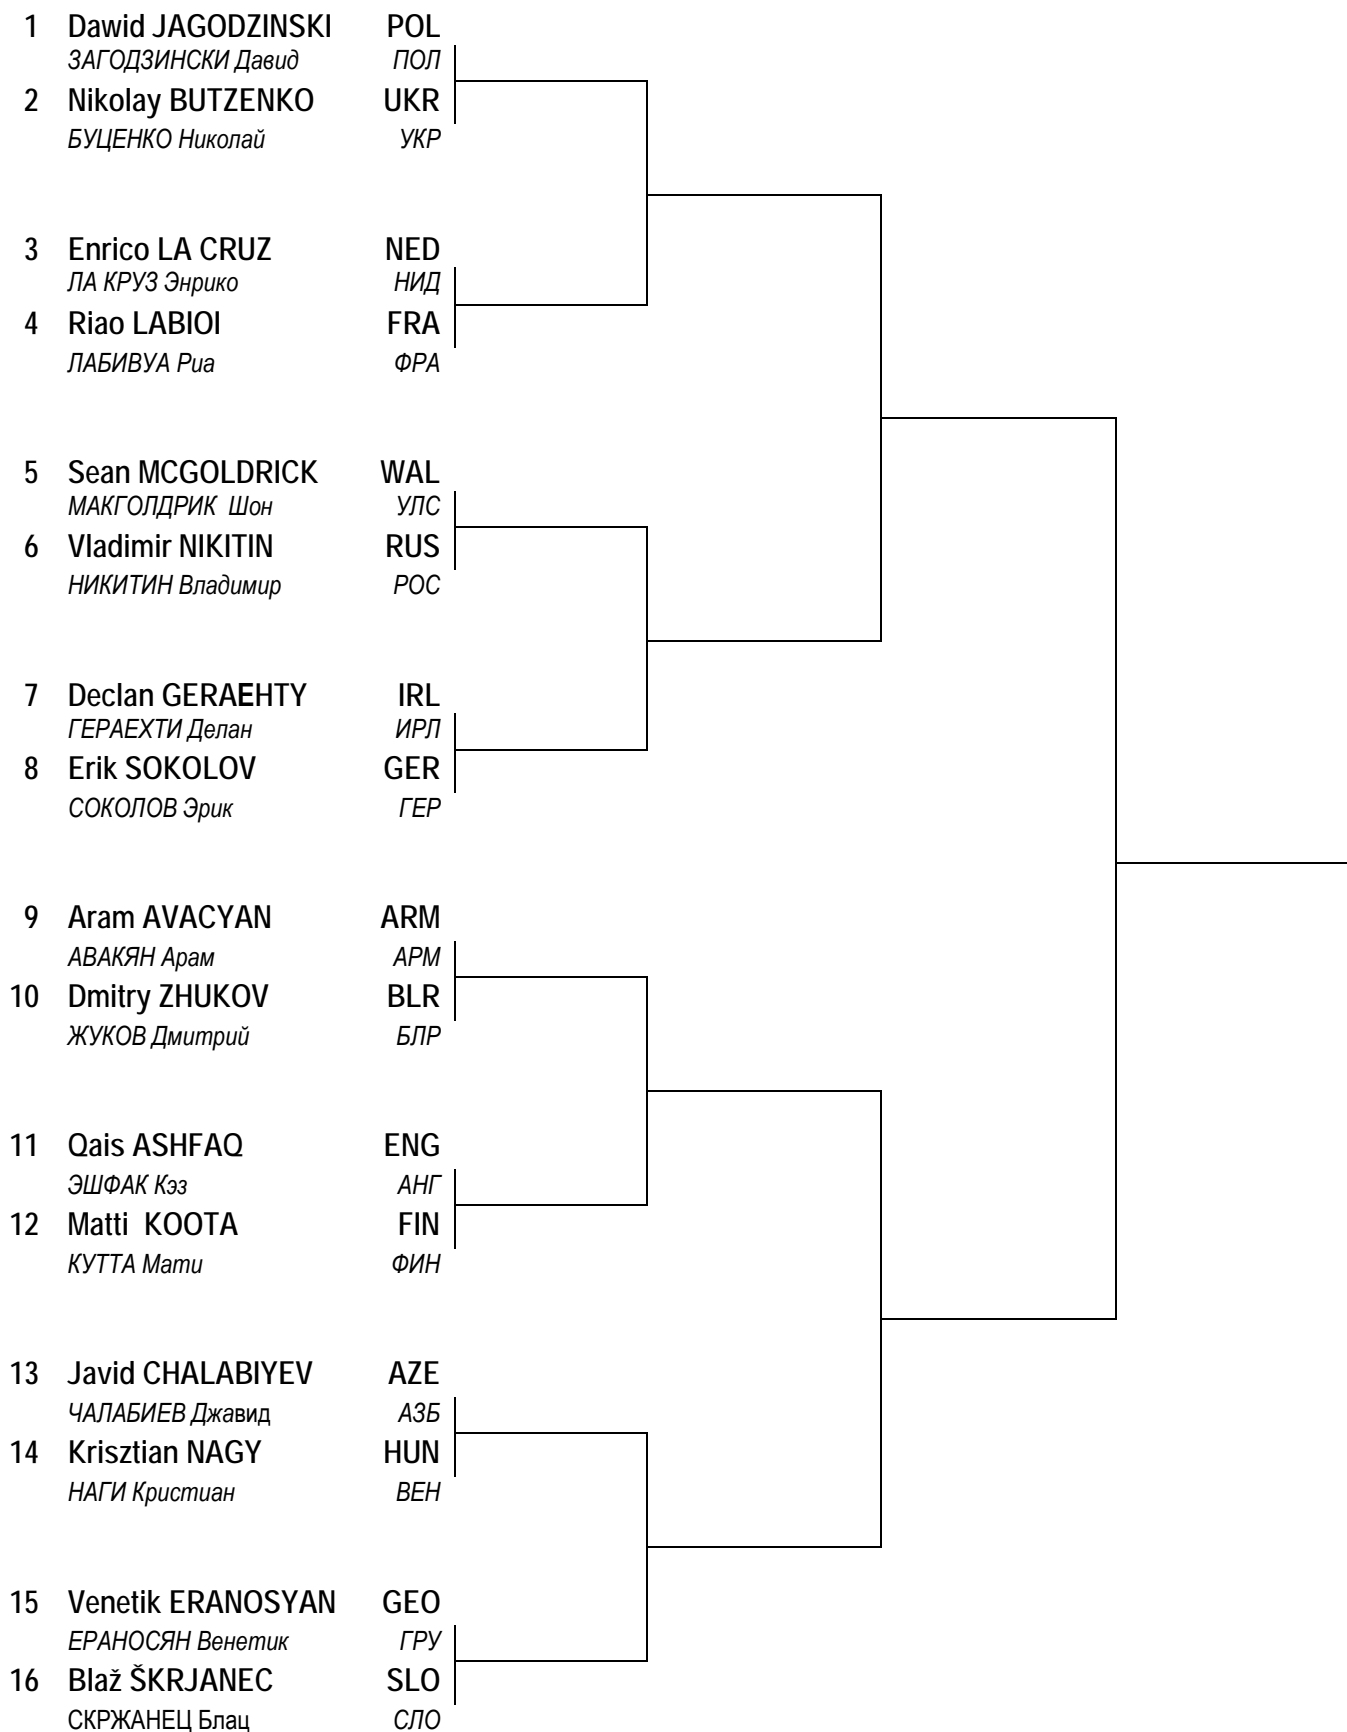 1 Dawid JAGODZINSKI POL
ЗАГОДЗИНСКИ Давид ПОЛ
2 Nikolay BUTZENKO UKR
БУЦЕНКО Николай УКР
3 Enrico LA CRUZ NED
ЛА КРУЗ Энрико НИД
4 Riao LABIOI FRA
ЛАБИВУА Риа ФРА
5 Sean MCGOLDRICK WAL
МАКГОЛДРИК Шон УЛС
6 Vladimir NIKITIN RUS
НИКИТИН Владимир РОС
7 Declan GERAEHTY IRL
ГЕРАЕХТИ Делан ИРЛ
8 Erik SOKOLOV GER
СОКОЛОВ Эрик ГЕР
9 Aram AVACYAN ARM
АВАКЯН Арам АРМ
10 Dmitry ZHUKOV BLR
ЖУКОВ Дмитрий БЛР
11 Qais ASHFAQ ENG
ЭШФАК Кэз АНГ
12 Matti KOOTA FIN
КУТТА Мати ФИН
13 Javid CHALABIYEV AZE
ЧАЛАБИЕВ Джавид АЗБ
14 Krisztian NAGY HUN
НАГИ Кристиан ВЕН
15 Venetik ERANOSYAN GEO
ЕРАНОСЯН Венетик ГРУ
16 Blaž ŠKRJANEC SLO
СКРЖАНЕЦ Блац СЛО